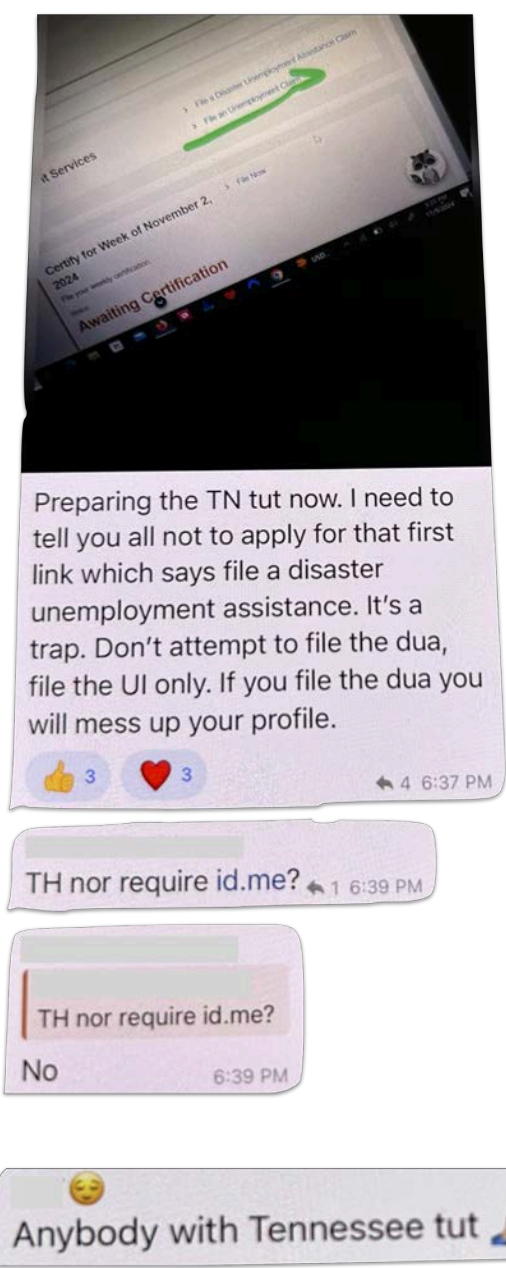 File a Disaster Unemployment Assistance Claim
File an Unemployment Claim
it Services
Certify for Week of November 2,
2024
File Now
File your weekly certification
Status
Awaiting Certification
Preparing the TN tut now. I need to
tell you all not to apply for that first
link which says file a disaster
unemployment assistance. It's a
trap. Don't attempt to file the dua,
file the UI only. If you file the dua you
will mess up your profile.
3 3 4 6:37 PM
TH nor require id.me? 1 6:39 PM
TH nor require id.me?
No 6:39 PM
Anybody with Tennessee tut